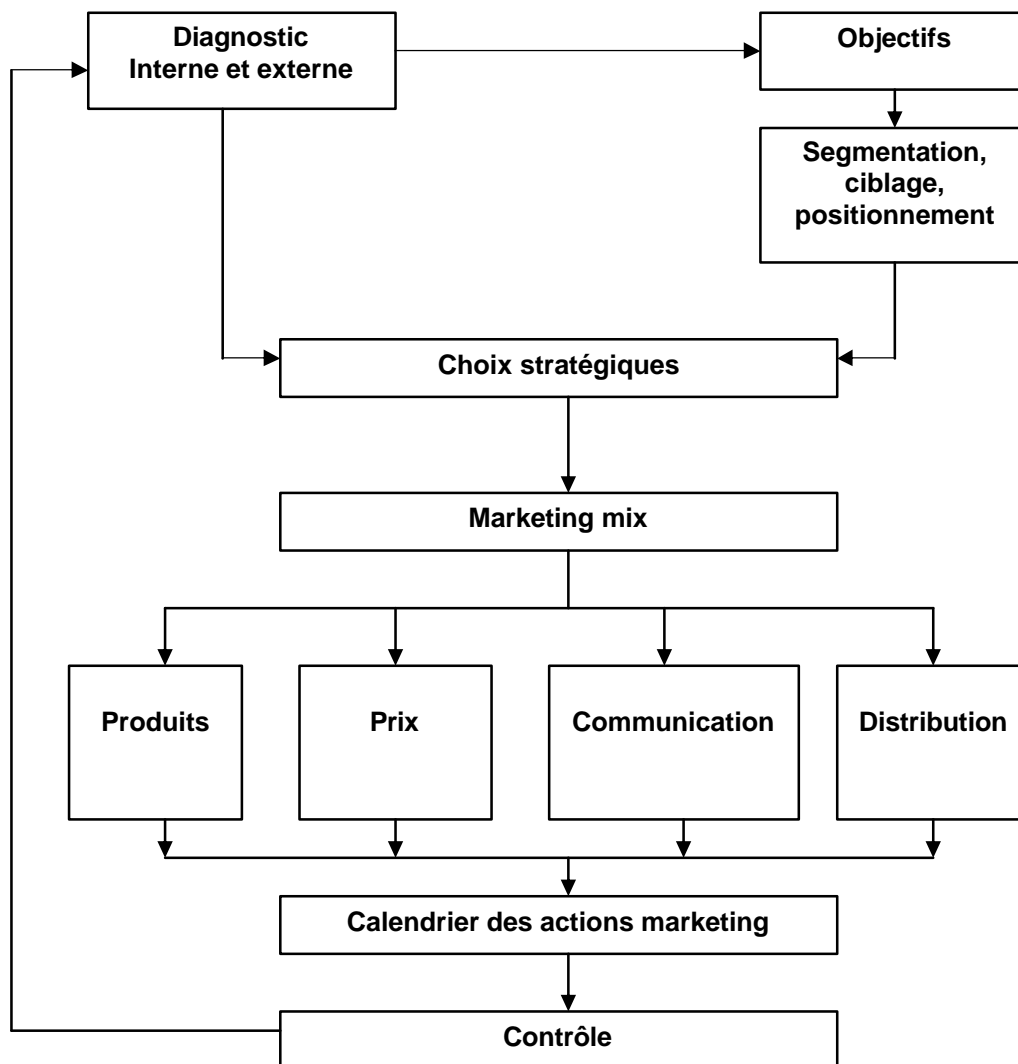 Diagnostic
Interne et externe
Objectifs
Segmentation,
ciblage,
positionnement
Choix stratégiques
Marketing mix
Produits
Prix
Communication
Distribution
Calendrier des actions marketing
Contrôle